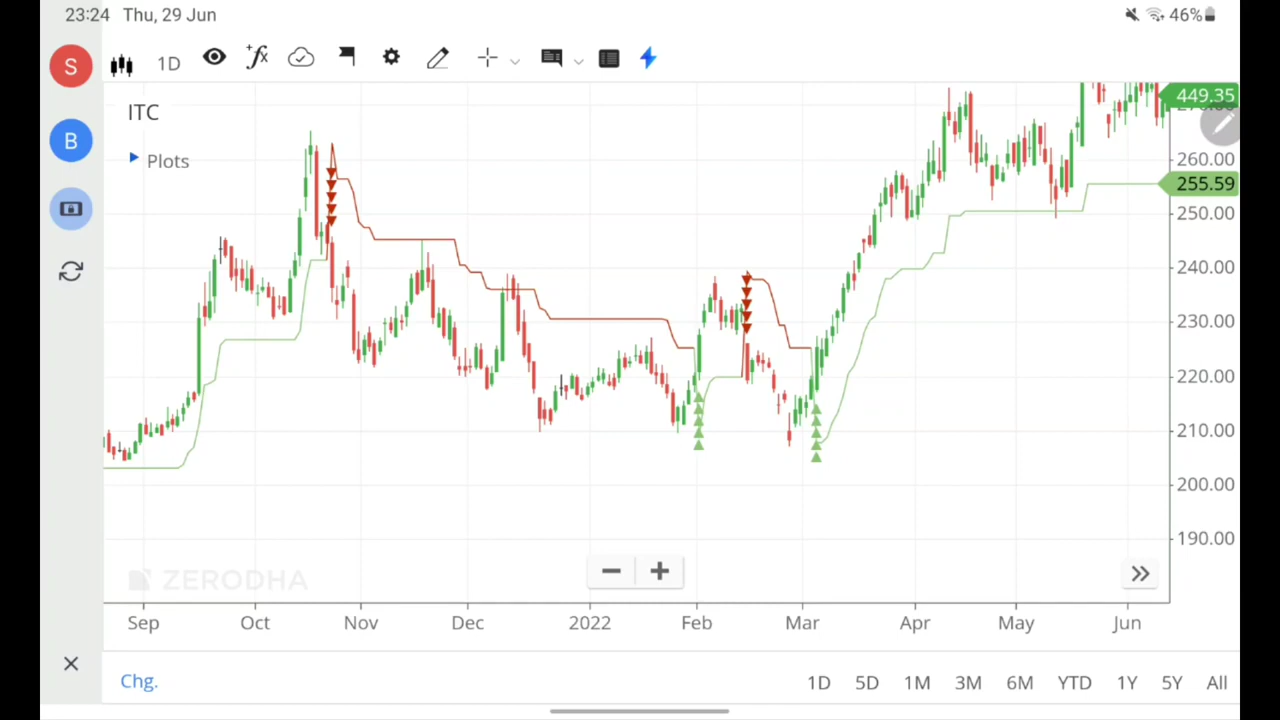 23:24 Thu, 29 Jun
46%
S
1D
449.35
ITC
B
Plots
260.00
255.59
250.00
240.00
230.00
220.00
210.00
200.00
190.00
ZERODHA
Sep Oct Nov Dec 2022 Feb Mar Apr May Jun
Chg.
1D 5D 1M 3M 6M YTD 1Y 5Y All